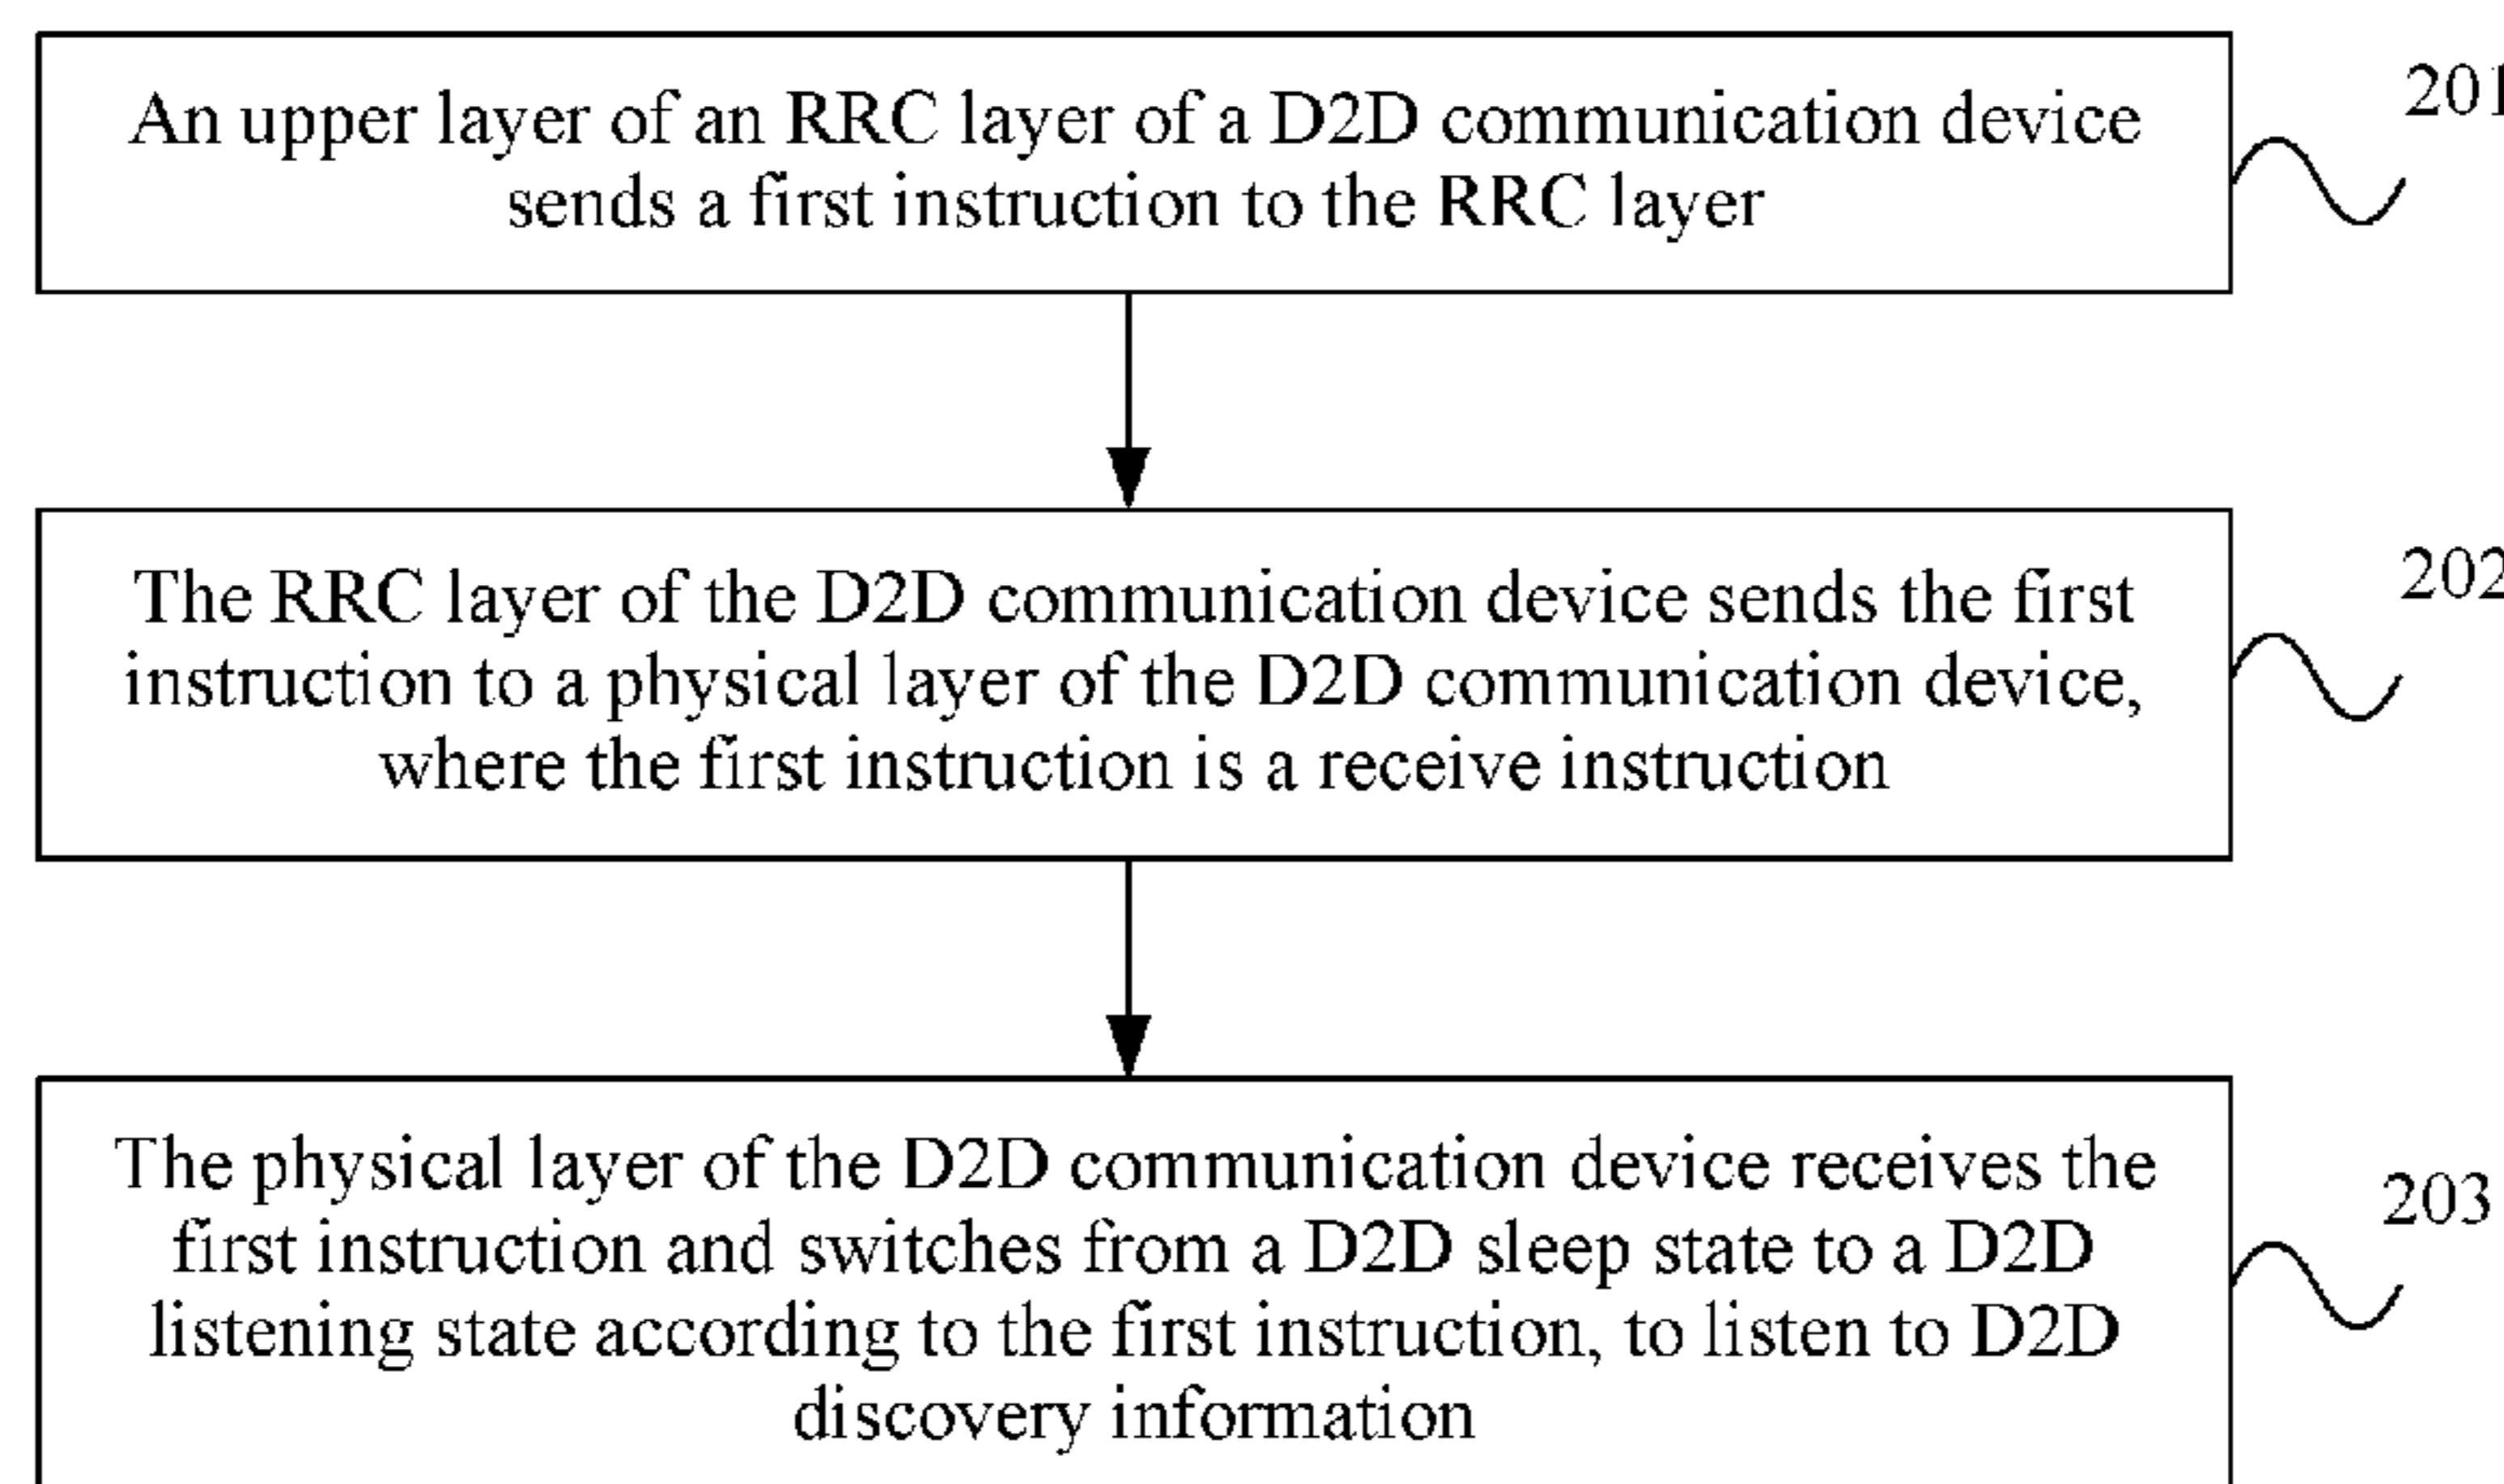 An upper layer of an RRC layer of a D2D communication device
sends a first instruction to the RRC layer
201
The RRC layer of the D2D communication device sends the first
instruction to a physical layer of the D2D communication device,
where the first instruction is a receive instruction
202
The physical layer of the D2D communication device receives the
first instruction and switches from a D2D sleep state to a D2D
listening state according to the first instruction, to listen to D2D
discovery information
203